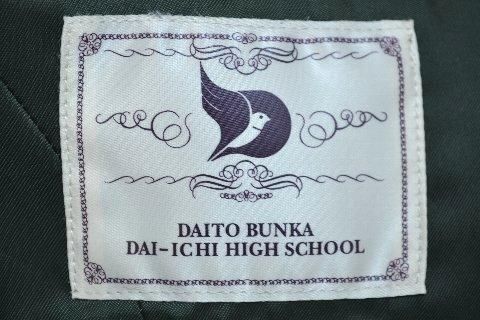 DAITO BUNKA
DAI-ICHI HIGH SCHOOL